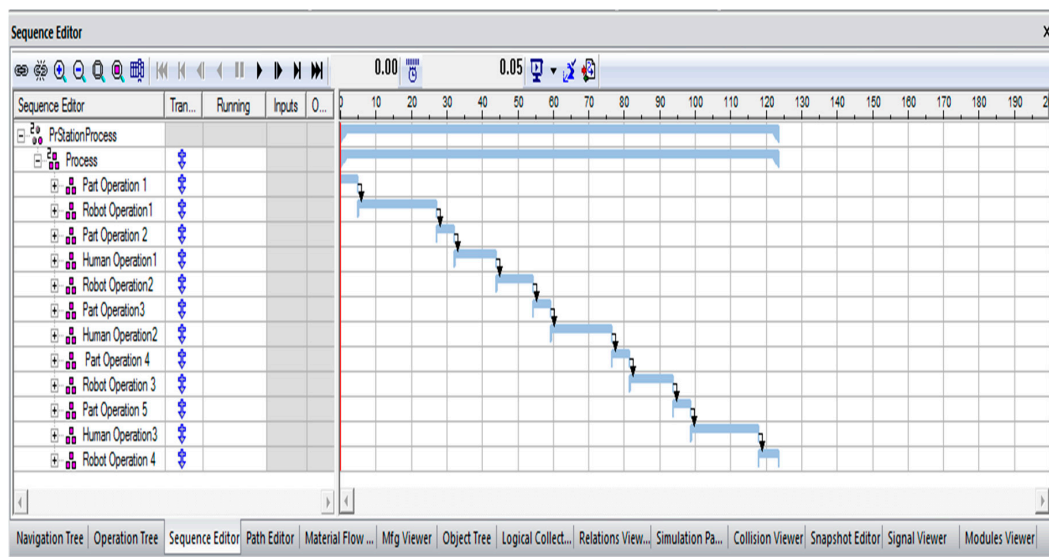 Sequence Editor
0.00 0.05
Sequence Editor Tran... Running Inputs O... 0 10 20 30 40 50 60 70 80 90 100 110 120 130 140 150 160 170 180 190 2
PrStationProcess
Process
Part Operation 1
Robot Operation1
Part Operation 2
Human Operation1
Robot Operation2
Part Operation3
Human Operation2
Part Operation 4
Robot Operation 3
Part Operation 5
Human Operation3
Robot Operation 4
Navigation Tree Operation Tree Sequence Editor Path Editor Material Flow ... Mfg Viewer Object Tree Logical Collect... Relations View... Simulation Pa... Collision Viewer Snapshot Editor Signal Viewer Modules Viewer